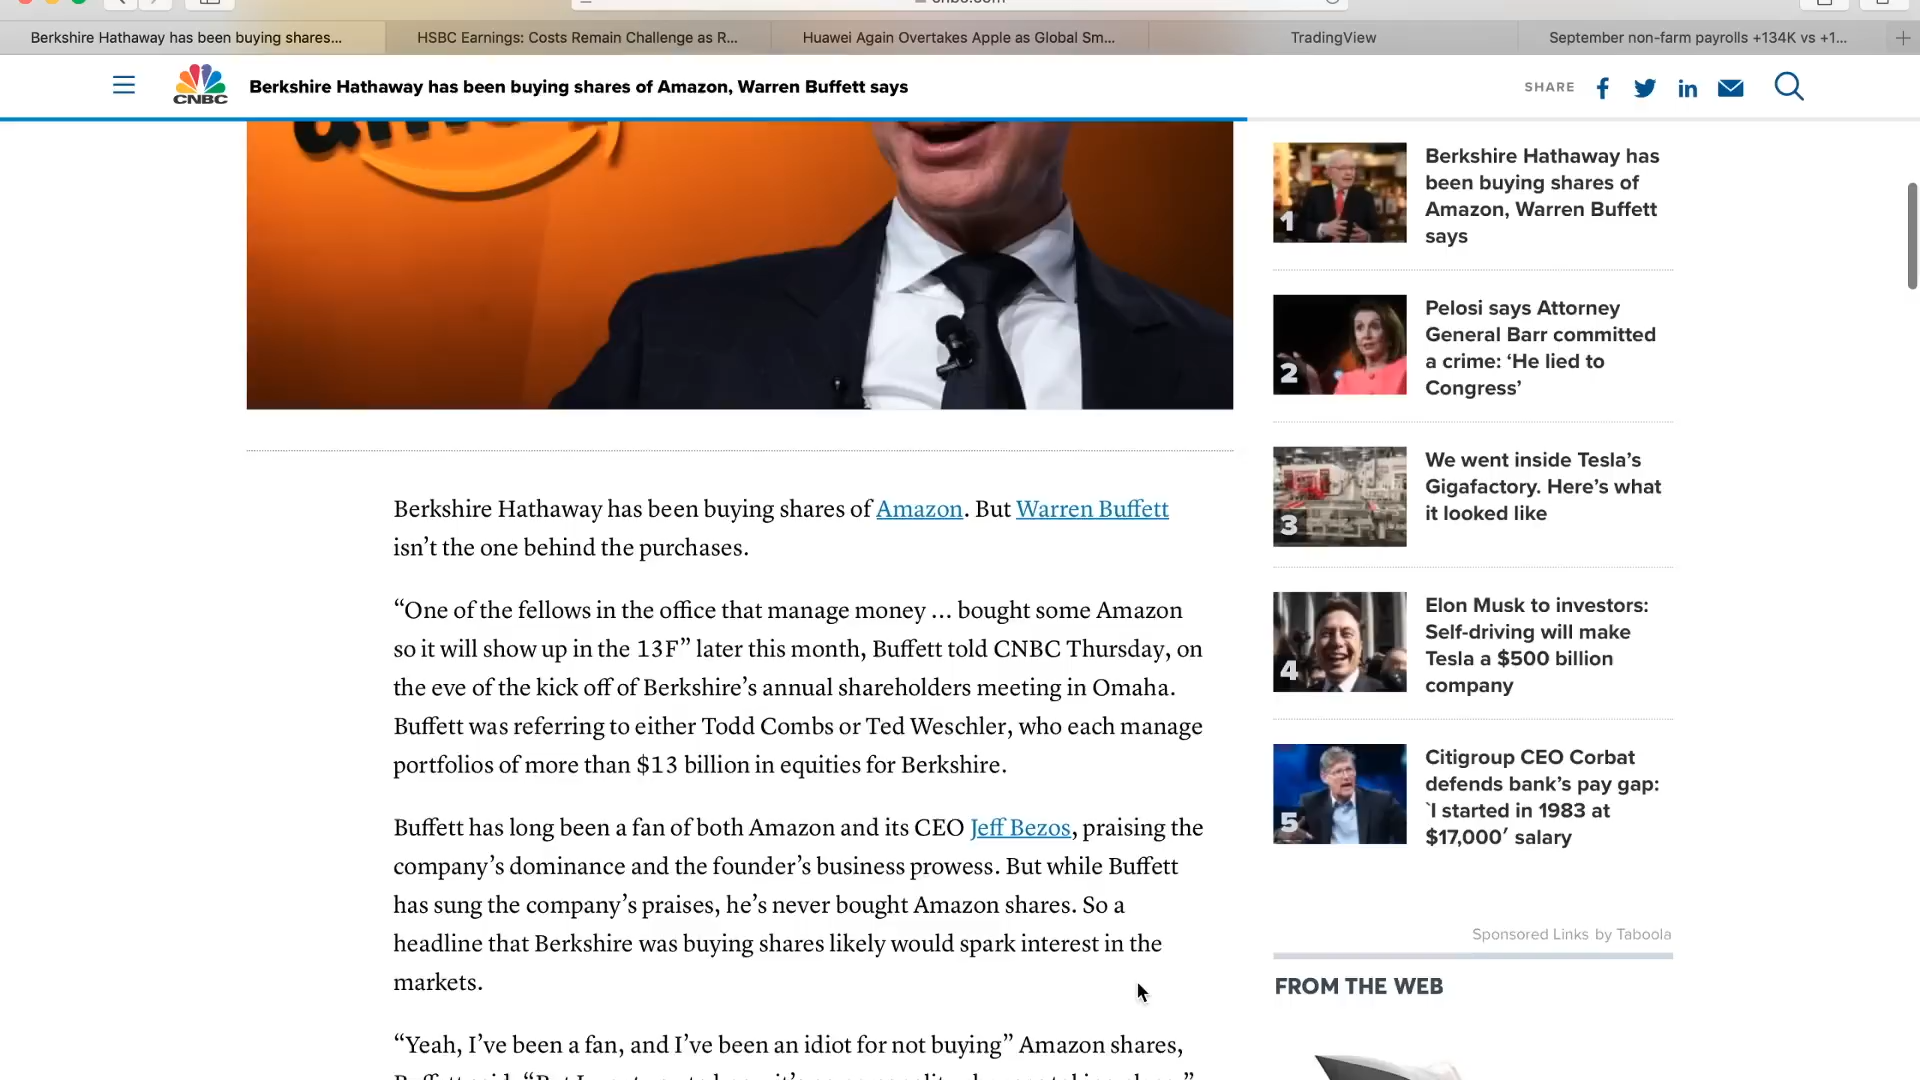 Berkshire Hathaway has been buying shares...
HSBC Earnings: Costs Remain Challenge as R...
Huawei Again Overtakes Apple as Global Sm...
TradingView
September non-farm payrolls +134K vs +1...
CNBC
Berkshire Hathaway has been buying shares of Amazon, Warren Buffett says
SHARE
Berkshire Hathaway has been buying shares of Amazon. But Warren Buffett
isn’t the one behind the purchases.
“One of the fellows in the office that manage money … bought some Amazon
so it will show up in the 13F” later this month, Buffett told CNBC Thursday, on
the eve of the kick off of Berkshire’s annual shareholders meeting in Omaha.
Buffett was referring to either Todd Combs or Ted Weschler, who each manage
portfolios of more than $13 billion in equities for Berkshire.
Buffett has long been a fan of both Amazon and its CEO Jeff Bezos, praising the
company’s dominance and the founder’s business prowess. But while Buffett
has sung the company’s praises, he’s never bought Amazon shares. So a
headline that Berkshire was buying shares likely would spark interest in the
markets.
“Yeah, I’ve been a fan, and I’ve been an idiot for not buying” Amazon shares,
1
Berkshire Hathaway has
been buying shares of
Amazon, Warren Buffett
says
2
Pelosi says Attorney
General Barr committed
a crime: ‘He lied to
Congress’
3
We went inside Tesla’s
Gigafactory. Here’s what
it looked like
4
Elon Musk to investors:
Self-driving will make
Tesla a $500 billion
company
5
Citigroup CEO Corbat
defends bank’s pay gap:
`I started in 1983 at
$17,000′ salary
Sponsored Links by Taboola
FROM THE WEB